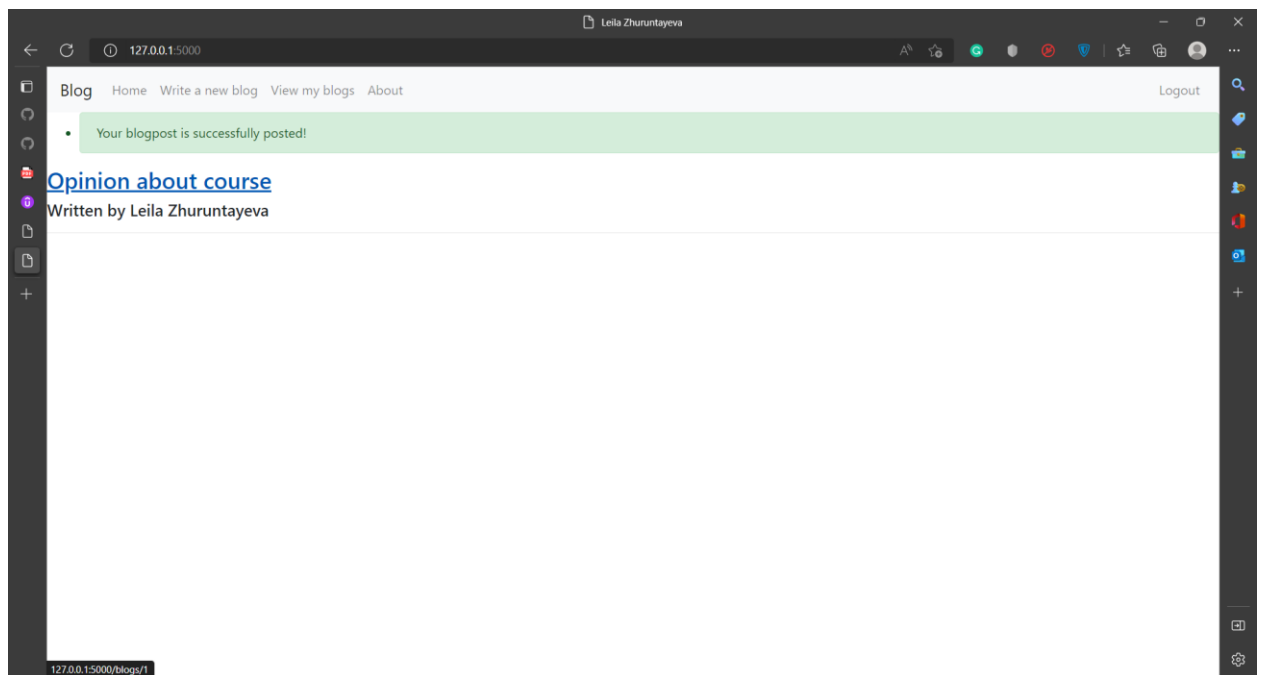 Leila Zhuruntayeva
127.0.0.1:5000
Blog Home Write a new blog View my blogs About Logout
Your blogpost is successfully posted!
Opinion about course
Written by Leila Zhuruntayeva
127.0.0.1:5000/blogs/1